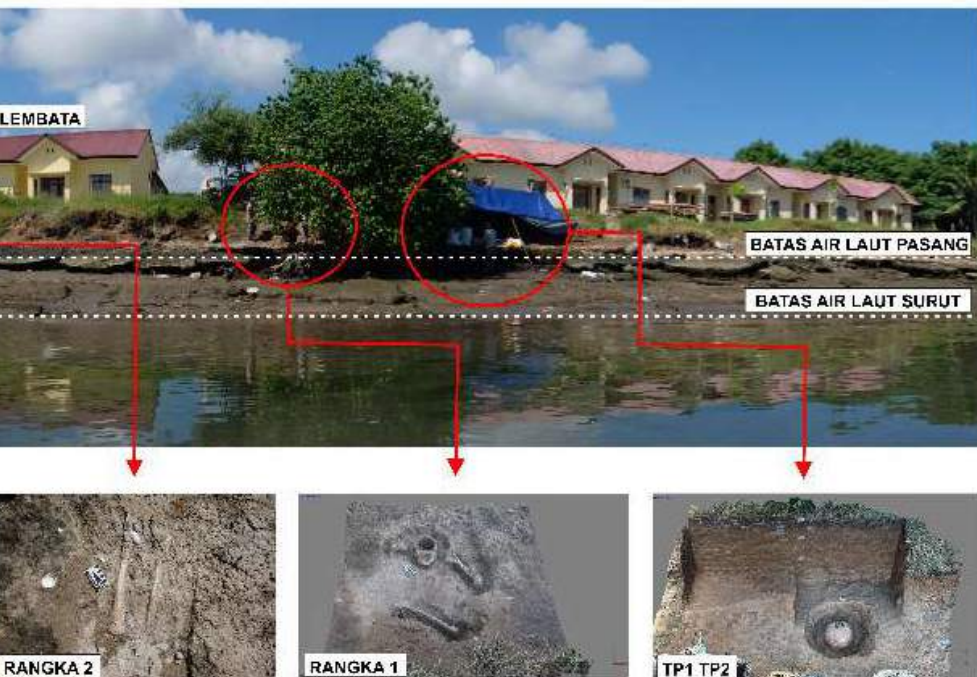 LEMBATA
BATAS AIR LAUT PASANG
BATAS AIR LAUT SURUT
RANGKA 2
RANGKA 1
TP1 TP2